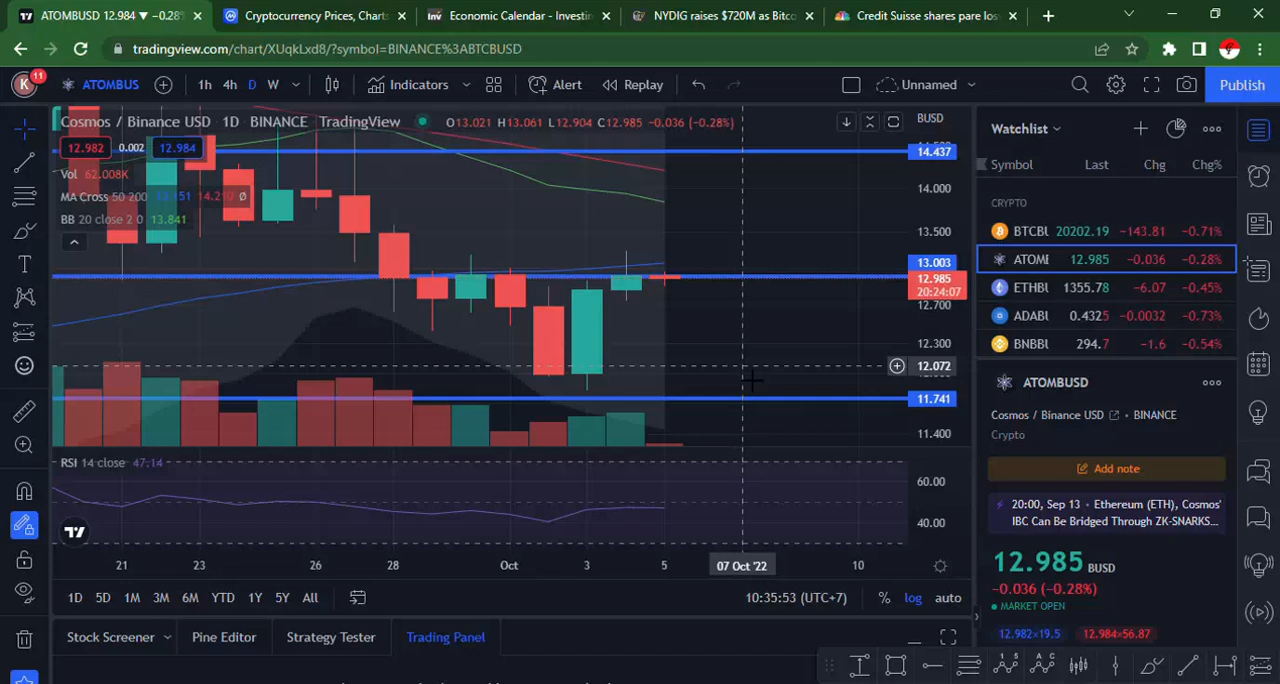 ATOMBUSD 12.984 ▼ −0.28%
Cryptocurrency Prices, Charts
Economic Calendar - Investin
NYDIG raises $720M as Bitco
Credit Suisse shares pare los
tradingview.com/chart/XUqkLxd8/?symbol=BINANCE%3ABTCBUSD
K 11 ATOMBUS 1h 4h D W Indicators Alert Replay Unnamed Publish
Cosmos / Binance USD 1D BINANCE TradingView O13.021 H13.061 L12.904 C12.985 −0.036 (−0.28%)
BUSD
12.982 0.002 12.984
Vol 62.008K
MA Cross 50 200 14.210 Ø
BB 20 close 2 0 13.841
14.437
14.000
13.500
13.003
12.985
20:24:07
12.700
12.300
12.072
11.741
11.400
RSI 14 close 47.14
60.00
40.00
21 23 26 28 Oct 3 5 07 Oct '22 10
1D 5D 1M 3M 6M YTD 1Y 5Y All 10:35:53 (UTC+7) % log auto
Stock Screener Pine Editor Strategy Tester Trading Panel
Watchlist
Symbol Last Chg Chg%
CRYPTO
BTCBU 20202.19 −143.81 −0.71%
ATOME 12.985 −0.036 −0.28%
ETHBU 1355.78 −6.07 −0.45%
ADABU 0.4325 −0.0032 −0.73%
BNBBU 294.7 −1.6 −0.54%
ATOMBUSD
Cosmos / Binance USD • BINANCE
Crypto
Add note
20:00, Sep 13 • Ethereum (ETH), Cosmos'
IBC Can Be Bridged Through ZK-SNARKS...
12.985 BUSD
−0.036 (−0.28%)
MARKET OPEN
12.982×19.5 12.984×56.87